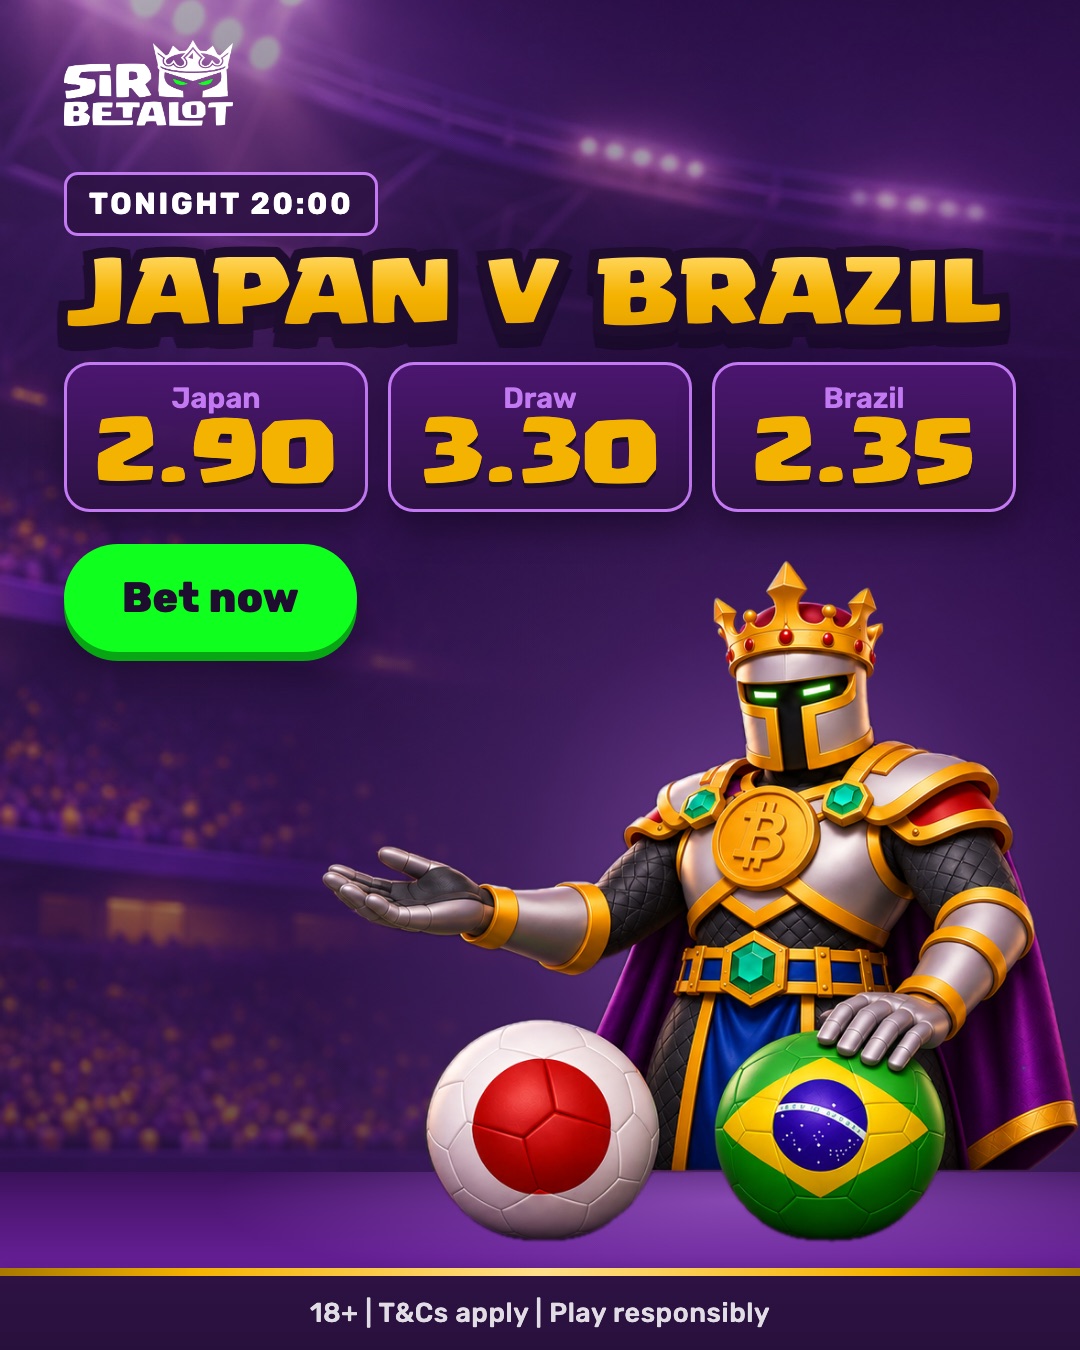 SIR
BETALOT
TONIGHT 20:00
JAPAN V BRAZIL
Japan
2.90
Draw
3.30
Brazil
2.35
Bet now
18+ | T&Cs apply | Play responsibly